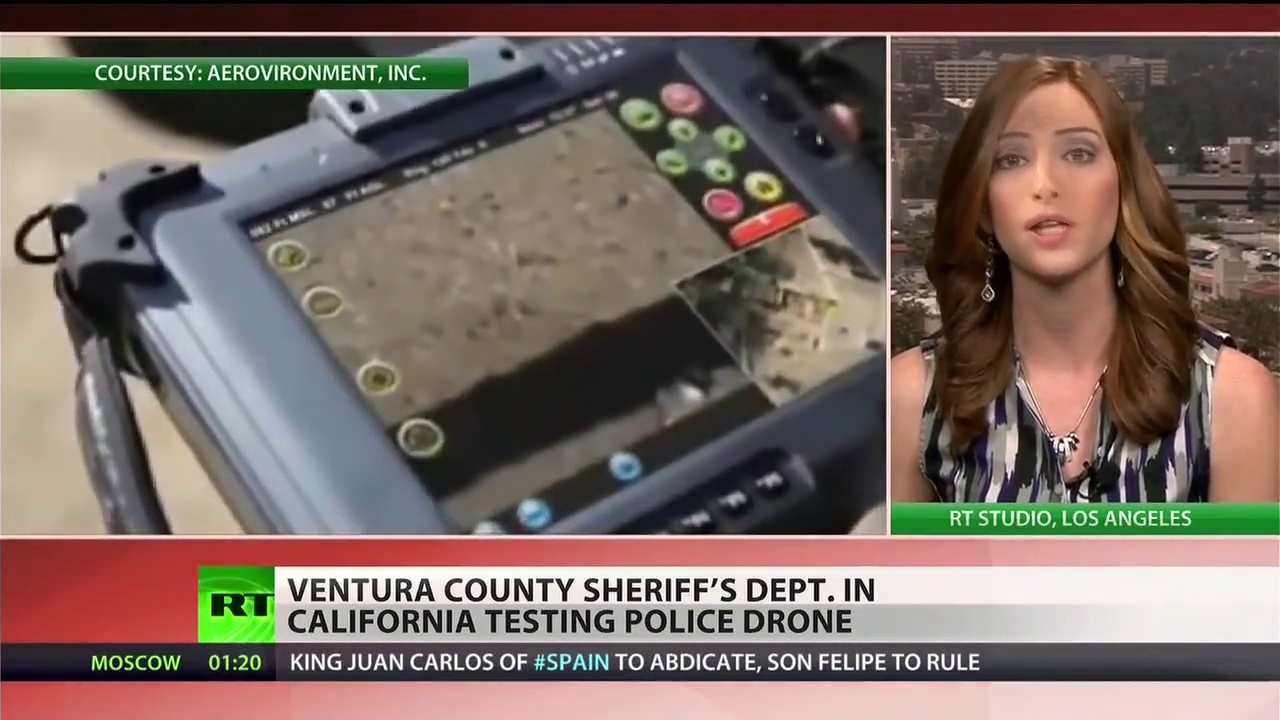 COURTESY: AEROVIRONMENT, INC.
RT STUDIO, LOS ANGELES
RT
VENTURA COUNTY SHERIFF'S DEPT. IN
CALIFORNIA TESTING POLICE DRONE
MOSCOW 01:20 KING JUAN CARLOS OF #SPAIN TO ABDICATE, SON FELIPE TO RULE